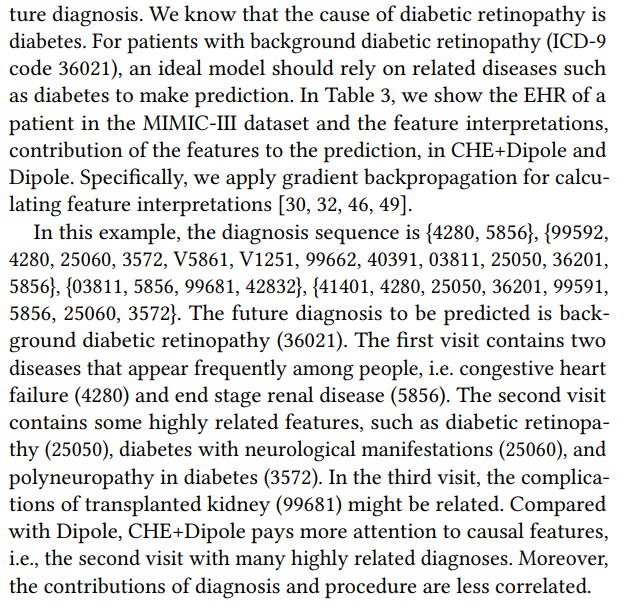 ture diagnosis. We know that the cause of diabetic retinopathy is
diabetes. For patients with background diabetic retinopathy (ICD-9
code 36021), an ideal model should rely on related diseases such
as diabetes to make prediction. In Table 3, we show the EHR of a
patient in the MIMIC-III dataset and the feature interpretations,
contribution of the features to the prediction, in CHE+Dipole and
Dipole. Specifically, we apply gradient backpropagation for calcu-
lating feature interpretations [30, 32, 46, 49].
In this example, the diagnosis sequence is {4280, 5856}, {99592,
4280, 25060, 3572, V5861, V1251, 99662, 40391, 03811, 25050, 36201,
5856}, {03811, 5856, 99681, 42832}, {41401, 4280, 25050, 36201, 99591,
5856, 25060, 3572}. The future diagnosis to be predicted is back-
ground diabetic retinopathy (36021). The first visit contains two
diseases that appear frequently among people, i.e. congestive heart
failure (4280) and end stage renal disease (5856). The second visit
contains some highly related features, such as diabetic retinopa-
thy (25050), diabetes with neurological manifestations (25060), and
polyneuropathy in diabetes (3572). In the third visit, the complica-
tions of transplanted kidney (99681) might be related. Compared
with Dipole, CHE+Dipole pays more attention to causal features,
i.e., the second visit with many highly related diagnoses. Moreover,
the contributions of diagnosis and procedure are less correlated.